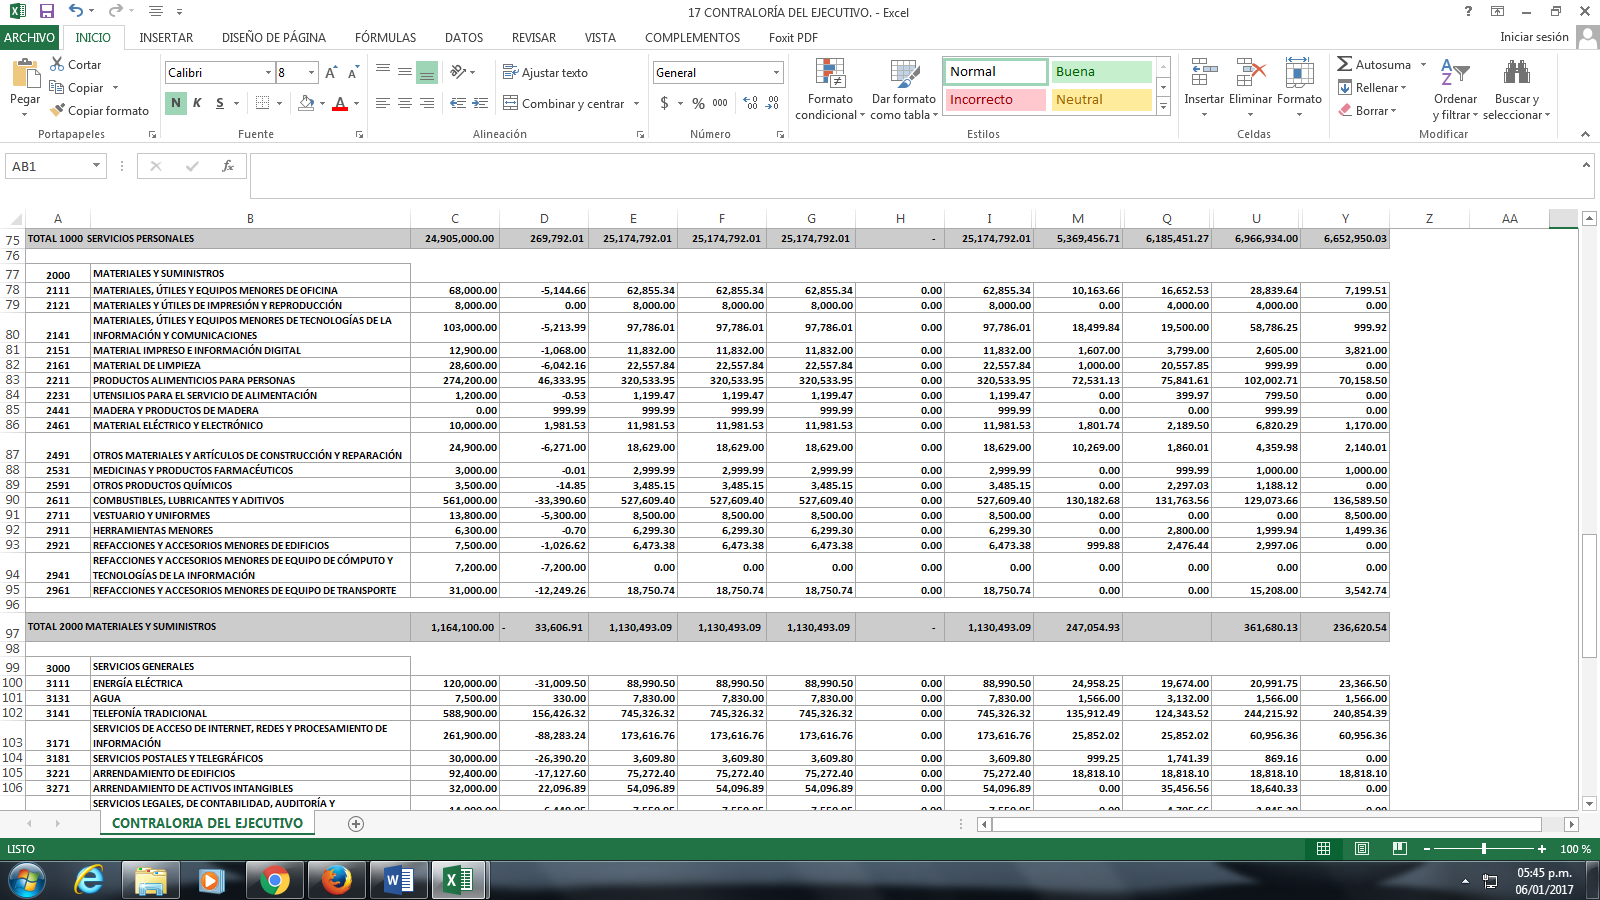 17 CONTRALORÍA DEL EJECUTIVO. - Excel
ARCHIVO INICIO INSERTAR DISEÑO DE PÁGINA FÓRMULAS DATOS REVISAR VISTA COMPLEMENTOS Foxit PDF Iniciar sesión
Pegar
Cortar
Copiar
Copiar formato
Portapapeles
Calibri 8
N K S
Fuente
Ajustar texto
Combinar y centrar
Alineación
General
$ % 000
Número
Formato condicional
Dar formato como tabla
Normal Buena
Incorrecto Neutral
Estilos
Insertar Eliminar Formato
Celdas
Autosuma
Rellenar
Borrar
Ordenar y filtrar
Buscar y seleccionar
Modificar
AB1 fx
A B C D E F G H I M Q U Y Z AA
75 TOTAL 1000 SERVICIOS PERSONALES 24,905,000.00 269,792.01 25,174,792.01 25,174,792.01 25,174,792.01 - 25,174,792.01 5,369,456.71 6,185,451.27 6,966,934.00 6,652,950.03
76
77 2000 MATERIALES Y SUMINISTROS
78 2111 MATERIALES, ÚTILES Y EQUIPOS MENORES DE OFICINA 68,000.00 -5,144.66 62,855.34 62,855.34 62,855.34 0.00 62,855.34 10,163.66 16,652.53 28,839.64 7,199.51
79 2121 MATERIALES Y ÚTILES DE IMPRESIÓN Y REPRODUCCIÓN 8,000.00 0.00 8,000.00 8,000.00 8,000.00 0.00 8,000.00 0.00 4,000.00 4,000.00 0.00
80 2141 MATERIALES, ÚTILES Y EQUIPOS MENORES DE TECNOLOGÍAS DE LA INFORMACIÓN Y COMUNICACIONES 103,000.00 -5,213.99 97,786.01 97,786.01 97,786.01 0.00 97,786.01 18,499.84 19,500.00 58,786.25 999.92
81 2151 MATERIAL IMPRESO E INFORMACIÓN DIGITAL 12,900.00 -1,068.00 11,832.00 11,832.00 11,832.00 0.00 11,832.00 1,607.00 3,799.00 2,605.00 3,821.00
82 2161 MATERIAL DE LIMPIEZA 28,600.00 -6,042.16 22,557.84 22,557.84 22,557.84 0.00 22,557.84 1,000.00 20,557.85 999.99 0.00
83 2211 PRODUCTOS ALIMENTICIOS PARA PERSONAS 274,200.00 46,333.95 320,533.95 320,533.95 320,533.95 0.00 320,533.95 72,531.13 75,841.61 102,002.71 70,158.50
84 2231 UTENSILIOS PARA EL SERVICIO DE ALIMENTACIÓN 1,200.00 -0.53 1,199.47 1,199.47 1,199.47 0.00 1,199.47 0.00 399.97 799.50 0.00
85 2441 MADERA Y PRODUCTOS DE MADERA 0.00 999.99 999.99 999.99 999.99 0.00 999.99 0.00 0.00 999.99 0.00
86 2461 MATERIAL ELÉCTRICO Y ELECTRÓNICO 10,000.00 1,981.53 11,981.53 11,981.53 11,981.53 0.00 11,981.53 1,801.74 2,189.50 6,820.29 1,170.00
87 2491 OTROS MATERIALES Y ARTÍCULOS DE CONSTRUCCIÓN Y REPARACIÓN 24,900.00 -6,271.00 18,629.00 18,629.00 18,629.00 0.00 18,629.00 10,269.00 1,860.01 4,359.98 2,140.01
88 2531 MEDICINAS Y PRODUCTOS FARMACÉUTICOS 3,000.00 -0.01 2,999.99 2,999.99 2,999.99 0.00 2,999.99 0.00 999.99 1,000.00 1,000.00
89 2591 OTROS PRODUCTOS QUÍMICOS 3,500.00 -14.85 3,485.15 3,485.15 3,485.15 0.00 3,485.15 0.00 2,297.03 1,188.12 0.00
90 2611 COMBUSTIBLES, LUBRICANTES Y ADITIVOS 561,000.00 -33,390.60 527,609.40 527,609.40 527,609.40 0.00 527,609.40 130,182.68 131,763.56 129,073.66 136,589.50
91 2711 VESTUARIO Y UNIFORMES 13,800.00 -5,300.00 8,500.00 8,500.00 8,500.00 0.00 8,500.00 0.00 0.00 0.00 8,500.00
92 2911 HERRAMIENTAS MENORES 6,300.00 -0.70 6,299.30 6,299.30 6,299.30 0.00 6,299.30 0.00 2,800.00 1,999.94 1,499.36
93 2921 REFACCIONES Y ACCESORIOS MENORES DE EDIFICIOS 7,500.00 -1,026.62 6,473.38 6,473.38 6,473.38 0.00 6,473.38 999.88 2,476.44 2,997.06 0.00
94 2941 REFACCIONES Y ACCESORIOS MENORES DE EQUIPO DE CÓMPUTO Y TECNOLOGÍAS DE LA INFORMACIÓN 7,200.00 -7,200.00 0.00 0.00 0.00 0.00 0.00 0.00 0.00 0.00 0.00
95 2961 REFACCIONES Y ACCESORIOS MENORES DE EQUIPO DE TRANSPORTE 31,000.00 -12,249.26 18,750.74 18,750.74 18,750.74 0.00 18,750.74 0.00 0.00 15,208.00 3,542.74
96
97 TOTAL 2000 MATERIALES Y SUMINISTROS 1,164,100.00 - 33,606.91 1,130,493.09 1,130,493.09 1,130,493.09 - 1,130,493.09 247,054.93 361,680.13 236,620.54
98
99 3000 SERVICIOS GENERALES
100 3111 ENERGÍA ELÉCTRICA 120,000.00 -31,009.50 88,990.50 88,990.50 88,990.50 0.00 88,990.50 24,958.25 19,674.00 20,991.75 23,366.50
101 3131 AGUA 7,500.00 330.00 7,830.00 7,830.00 7,830.00 0.00 7,830.00 1,566.00 3,132.00 1,566.00 1,566.00
102 3141 TELEFONÍA TRADICIONAL 588,900.00 156,426.32 745,326.32 745,326.32 745,326.32 0.00 745,326.32 135,912.49 124,343.52 244,215.92 240,854.39
103 3171 SERVICIOS DE ACCESO DE INTERNET, REDES Y PROCESAMIENTO DE INFORMACIÓN 261,900.00 -88,283.24 173,616.76 173,616.76 173,616.76 0.00 173,616.76 25,852.02 25,852.02 60,956.36 60,956.36
104 3181 SERVICIOS POSTALES Y TELEGRÁFICOS 30,000.00 -26,390.20 3,609.80 3,609.80 3,609.80 0.00 3,609.80 999.25 1,741.39 869.16 0.00
105 3221 ARRENDAMIENTO DE EDIFICIOS 92,400.00 -17,127.60 75,272.40 75,272.40 75,272.40 0.00 75,272.40 18,818.10 18,818.10 18,818.10 18,818.10
106 3271 ARRENDAMIENTO DE ACTIVOS INTANGIBLES 32,000.00 22,096.89 54,096.89 54,096.89 54,096.89 0.00 54,096.89 0.00 35,456.56 18,640.33 0.00
SERVICIOS LEGALES, DE CONTABILIDAD, AUDITORÍA Y
CONTRALORIA DEL EJECUTIVO
LISTO 100 %
05:45 p.m.
06/01/2017